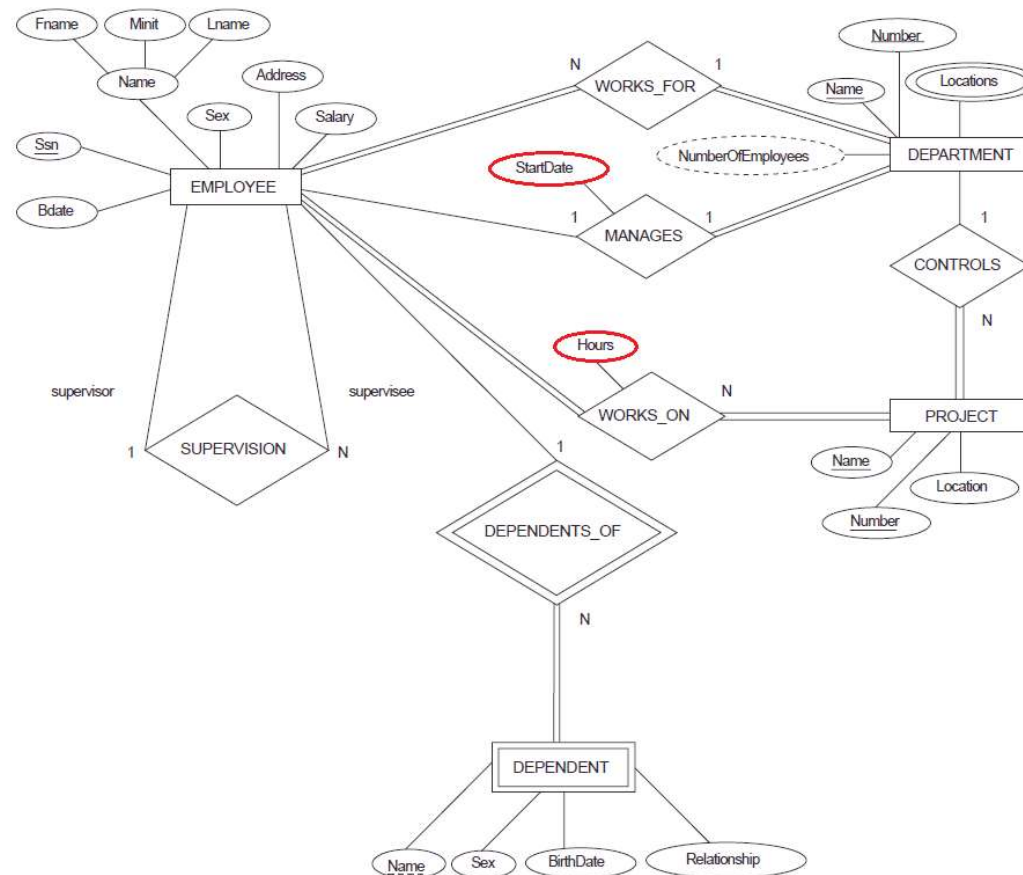 Fname
Minit
Lname
Name
Address
Sex
Salary
Ssn
Bdate
EMPLOYEE
N
WORKS_FOR
1
Number
Name
Locations
NumberOfEmployees
DEPARTMENT
StartDate
1
MANAGES
1
1
CONTROLS
N
Hours
WORKS_ON
N
PROJECT
Name
Number
Location
supervisor
supervisee
1
SUPERVISION
N
1
DEPENDENTS_OF
N
DEPENDENT
Name
Sex
BirthDate
Relationship